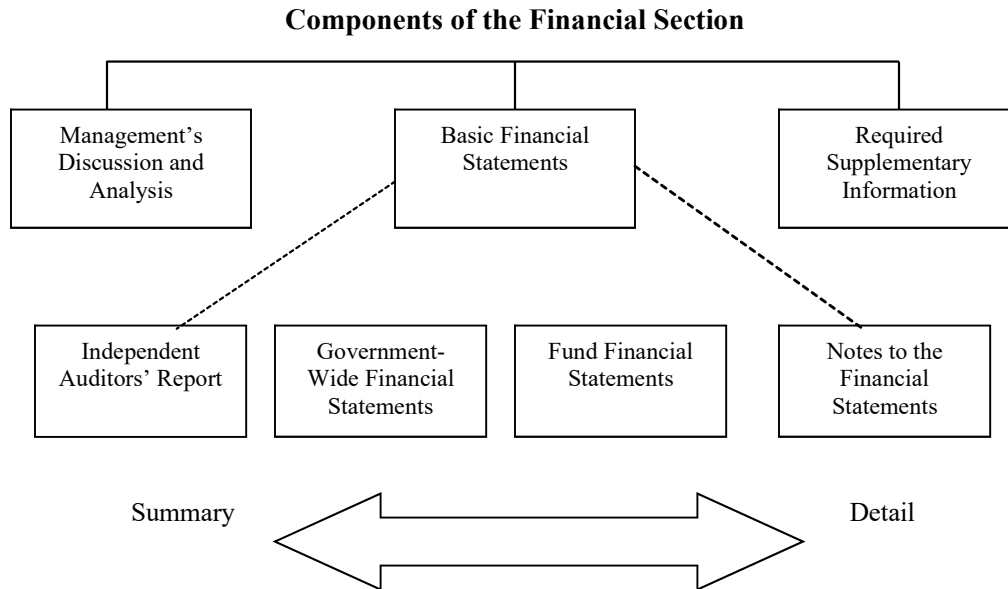 Components of the Financial Section
Management’s
Discussion and
Analysis
Basic Financial
Statements
Required
Supplementary
Information
Independent
Auditors’ Report
Government-
Wide Financial
Statements
Fund Financial
Statements
Notes to the
Financial
Statements
Summary
Detail